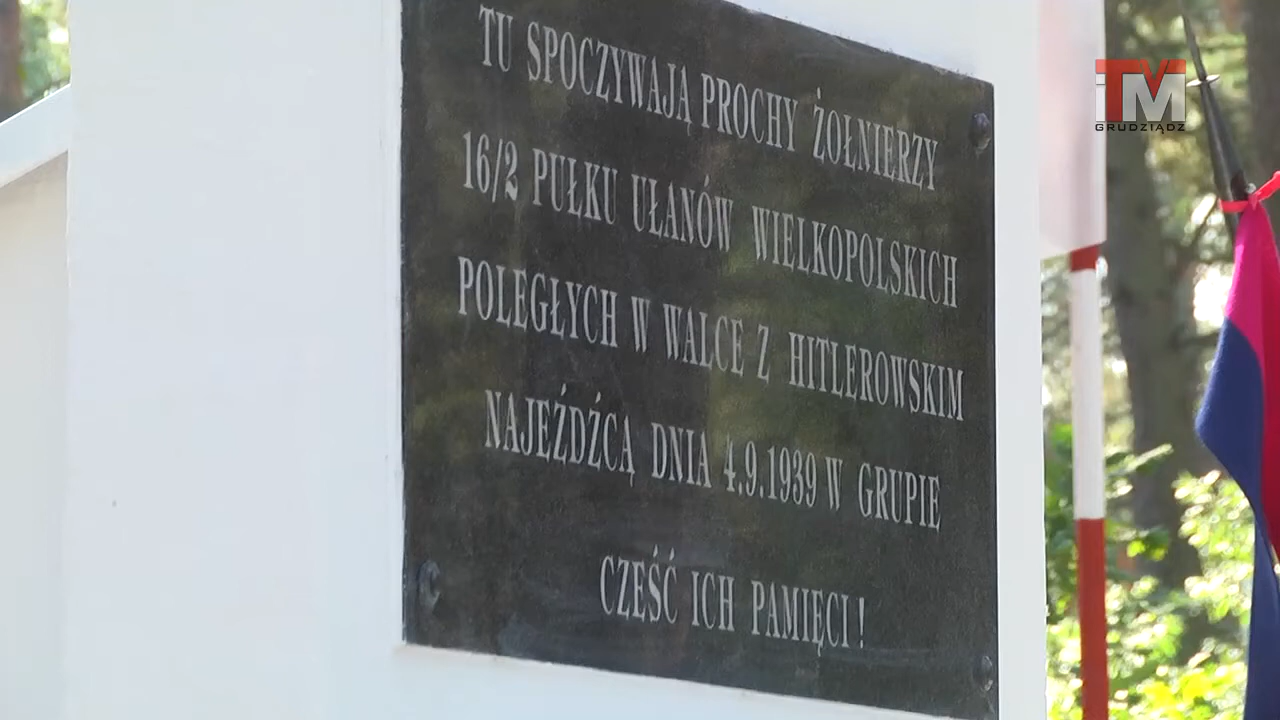 TU SPOCZYWAJĄ PROCHY ŻOŁNIERZY
16/2 PUŁKU UŁANÓW WIELKOPOLSKICH
POLEGŁYCH W WALCE Z HITLEROWSKIM
NAJEŹDŹCĄ DNIA 4.9.1939 W GRUPIE
CZEŚĆ ICH PAMIĘCI!
iTVM
GRUDZIĄDZ